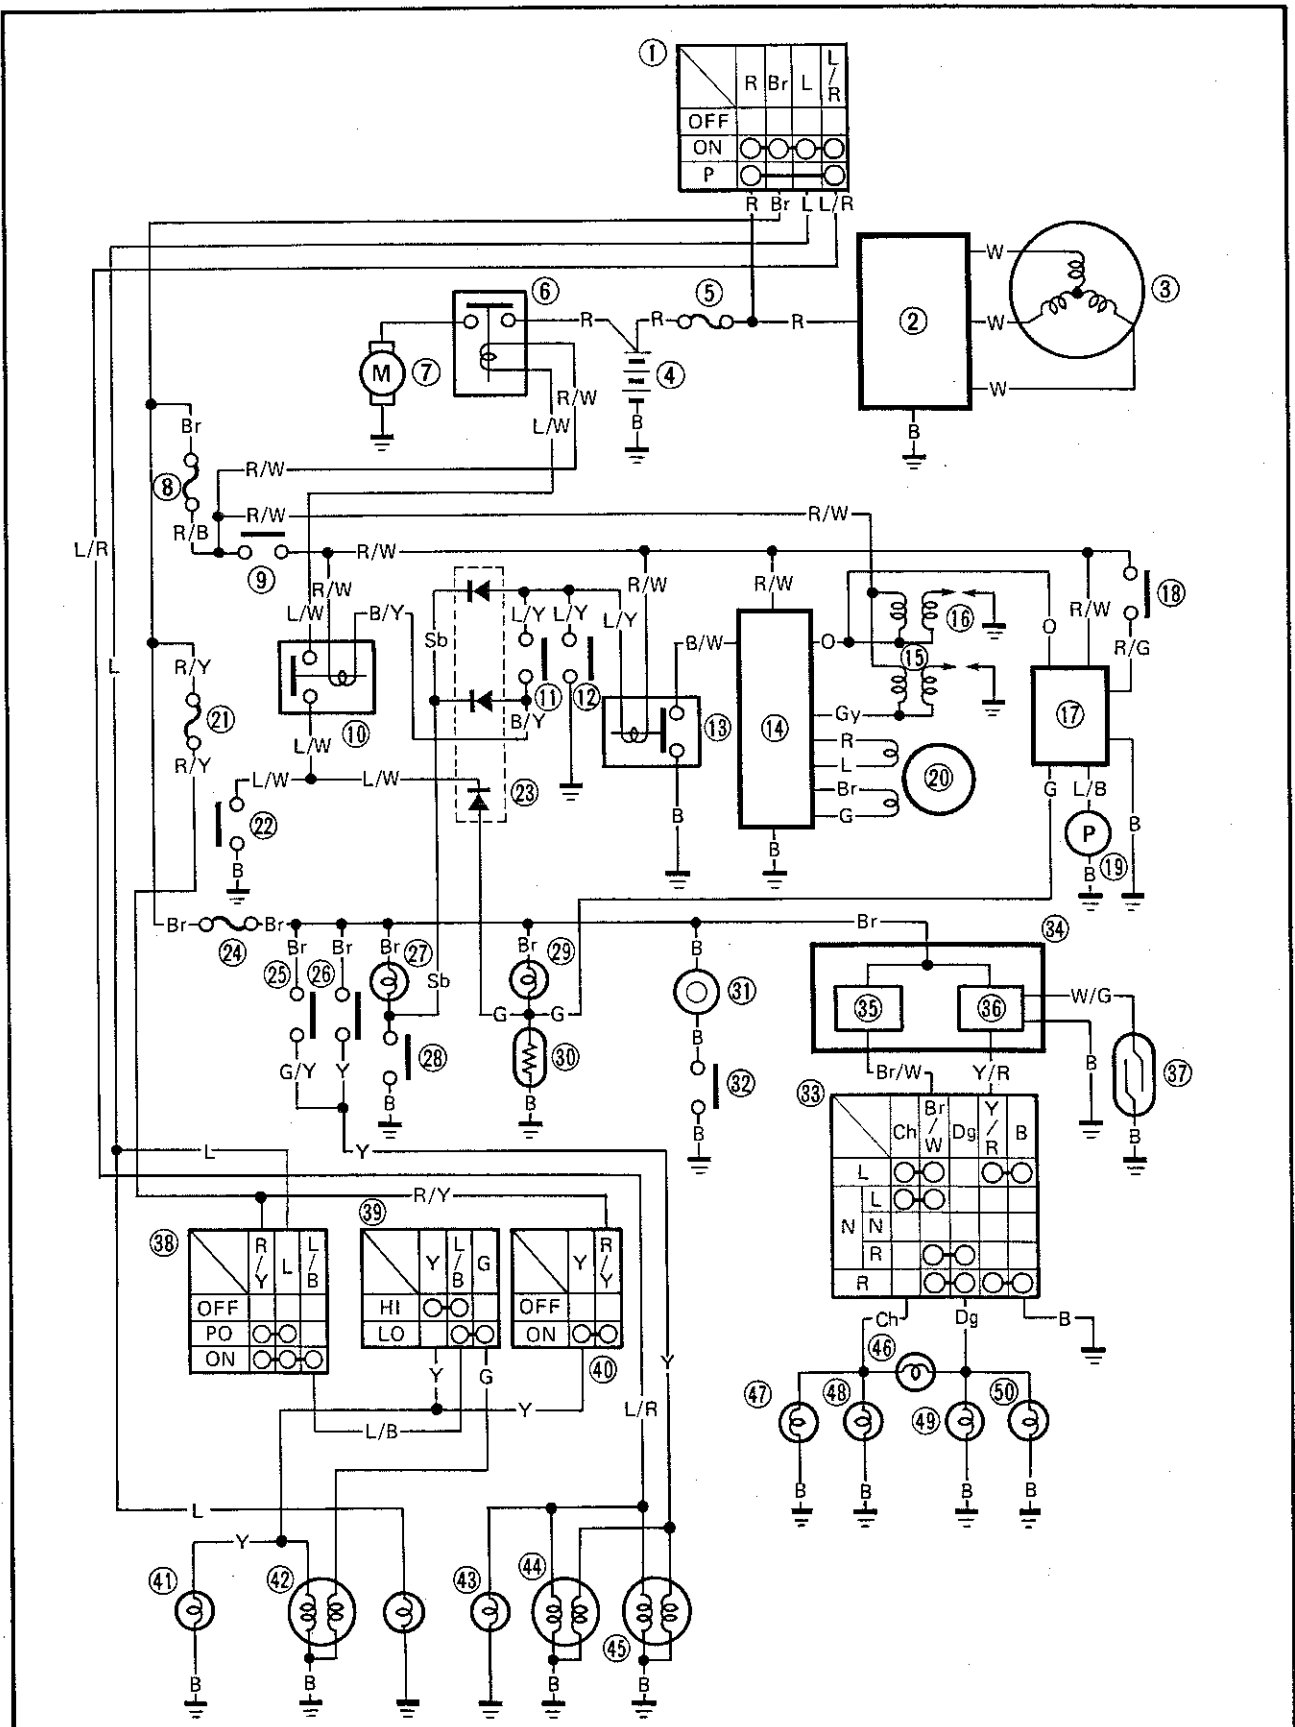 ① R Br L L/R
OFF
ON
P
R Br L L/R
W
② W ③
W
R ⑤ R
⑥ R R
M ⑦ ④
R/W
L/W B B
Br
⑧ R/W
R/W R/W
R/B
L/R
⑨ R/W
R/W R/W R/W R/W ⑱
L/W B/Y L/Y L/Y L/Y ⑯
Sb B/W O O R/G
L R/Y ⑮
⑪ ⑫
㉑ ⑩ B/Y ⑬ ⑭ Gy ⑰
L/W R
R/Y L ⑳
L/W L/W ㉓ Br G L/B
㉒ B G P B
B B B ⑲
Br Br Br ㉞
㉔ Br Br Br ㉗ Br ㉙ B
㉕ ㉖ Sb ㉛ ㉟ ㊱ W/G
G G
G/Y Y ㉘ ㉚ B ㉜ B ㊲
Br/W Y/R
B B B ㉝ B
Ch Br/W Dg Y/R B
L Y
L
N L
N
R
R
R/Y
㊳ R/Y L L/B
OFF
PO
ON
㊴ Y L/B G
HI
LO
Y R/Y
OFF
ON
㊵
Ch Dg B
㊻
Y G Y
㊼ ㊽ ㊾ ㊿
Y L/R
L/B
B B B B
L
Y
㊶ ㊷ ㊸ ㊹
㊺
B B B B